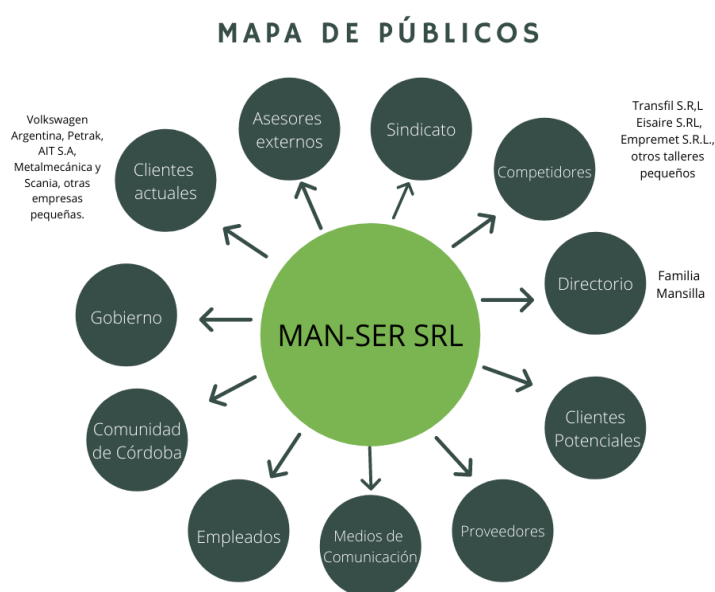 MAPA DE PÚBLICOS
Volkswagen
Argentina, Petrak,
AIT S.A,
Metalmecánica y
Scania, otras
empresas
pequeñas.
Clientes
actuales
Asesores
externos
Sindicato
Competidores
Transfil S.R,L
Eisaire S.RL,
Empremet S.R.L.,
otros talleres
pequeños
Directorio
Familia
Mansilla
Gobierno
MAN-SER SRL
Comunidad
de Córdoba
Clientes
Potenciales
Empleados
Medios de
Comunicación
Proveedores